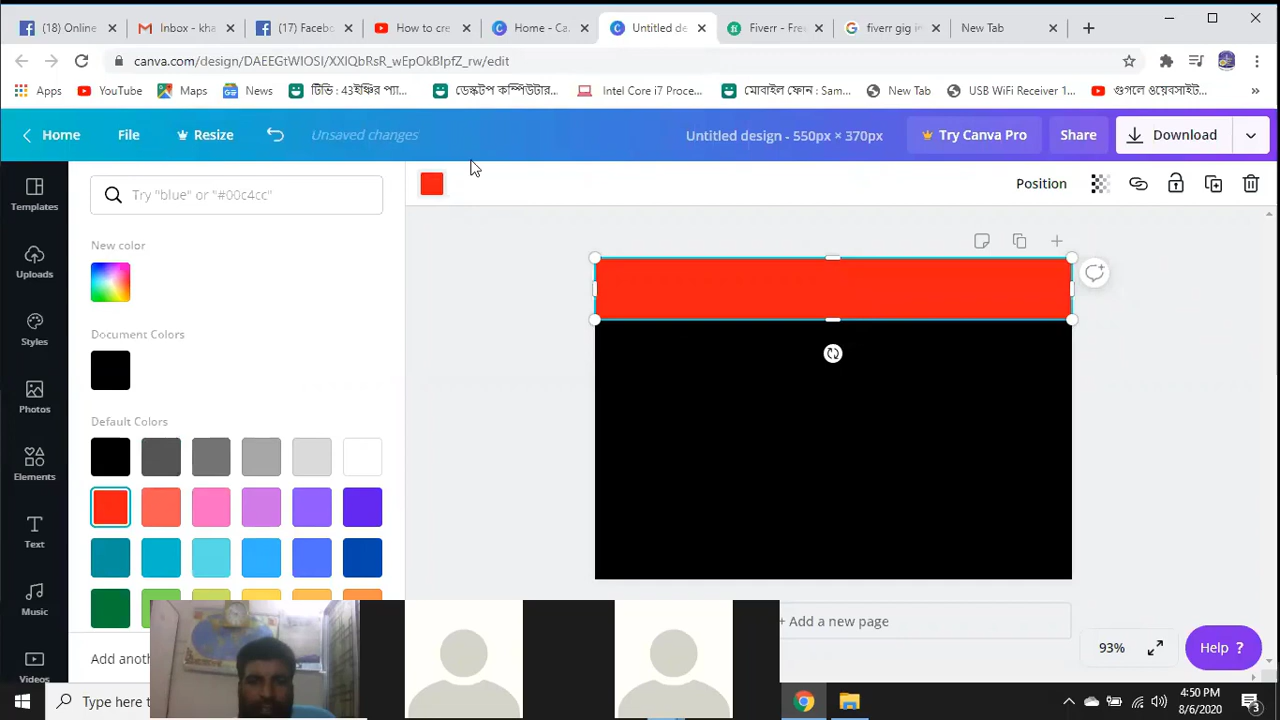 (18) Online
Inbox - kha
(17) Facebo
How to cre
Home - Ca
Untitled de
Fiverr - Free
fiverr gig in
New Tab
canva.com/design/DAEEGtWIOSI/XXIQbRsR_wEpOkBlpfZ_rw/edit
Apps
YouTube
Maps
News
টিভি : 43ইঞ্চির প্যা...
ডেস্কটপ কম্পিউটার...
Intel Core i7 Proce...
মোবাইল ফোন : Sam...
New Tab
USB WiFi Receiver 1...
গুগলে ওয়েবসাইট...
»
Home
File
Resize
Unsaved changes
Untitled design - 550px × 370px
Try Canva Pro
Share
Download
Templates
Uploads
Styles
Photos
Elements
Text
Music
Videos
Try "blue" or "#00c4cc"
New color
Document Colors
Default Colors
Add anoth
Position
+ Add a new page
93%
Help ?
Type here t
4:50 PM
8/6/2020
3